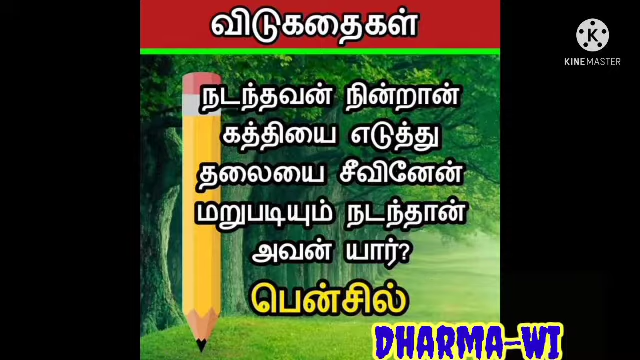 விடுகதைகள்
K
KINEMASTER
நடந்தவன் நின்றான்
கத்தியை எடுத்து
தலையை சீவினேன்
மறுபடியும் நடந்தான்
அவன் யார்?
பென்சில்
DHARMA-WI